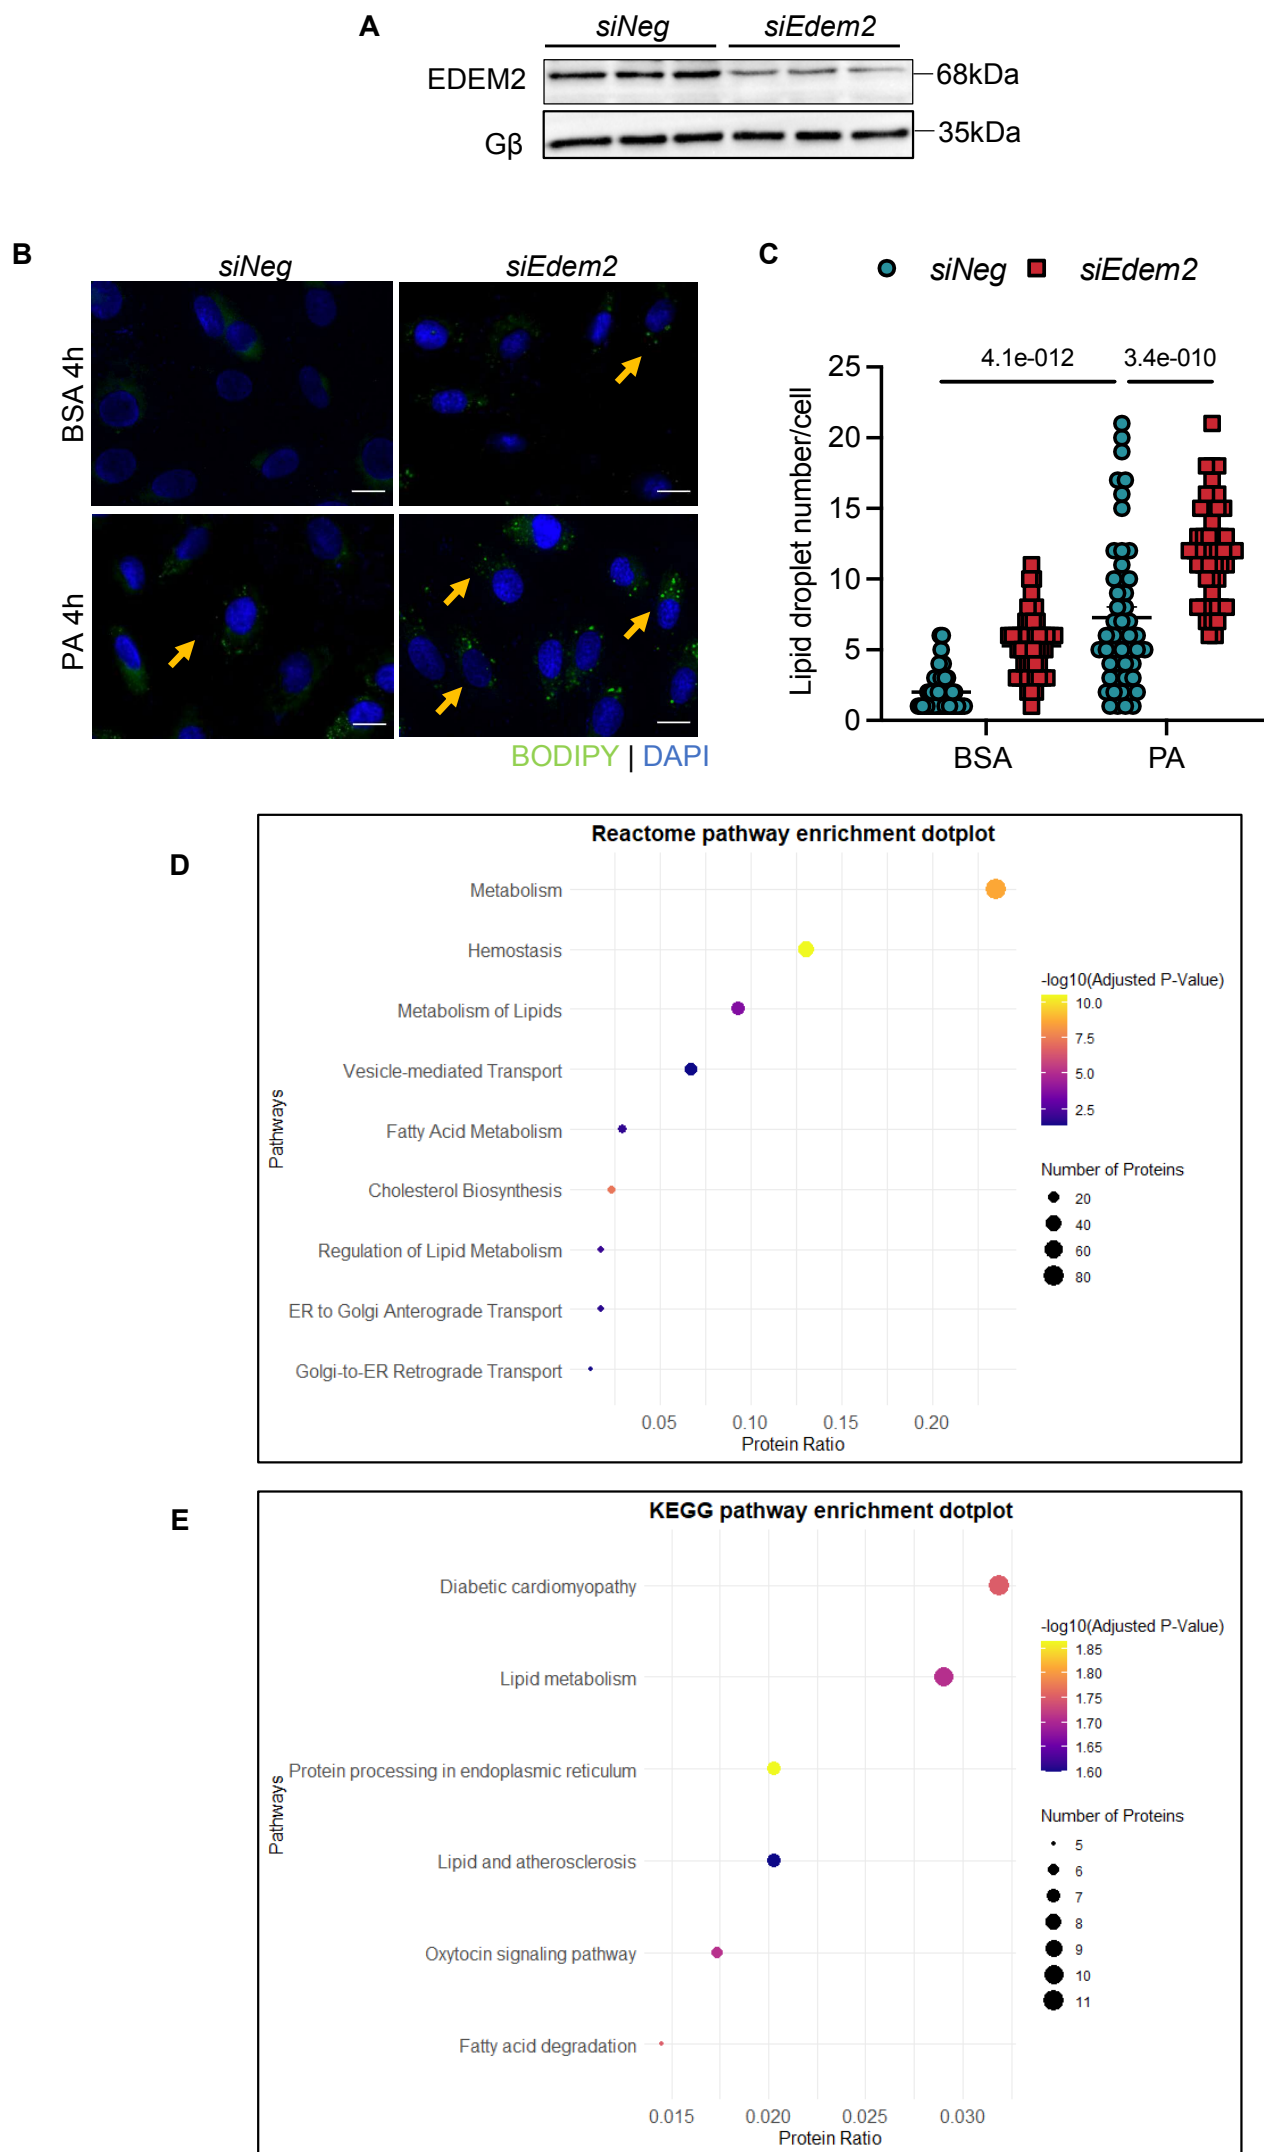 A
siNeg siEdem2
EDEM2
68kDa
Gβ
35kDa
B
siNeg siEdem2
BSA 4h
PA 4h
BODIPY | DAPI
C
siNeg siEdem2
4.1e-012 3.4e-010
Lipid droplet number/cell
25
20
15
10
5
0
BSA PA
D
Reactome pathway enrichment dotplot
Pathways
Metabolism
Hemostasis
Metabolism of Lipids
Vesicle-mediated Transport
Fatty Acid Metabolism
Cholesterol Biosynthesis
Regulation of Lipid Metabolism
ER to Golgi Anterograde Transport
Golgi-to-ER Retrograde Transport
0.05 0.10 0.15 0.20
Protein Ratio
-log10(Adjusted P-Value)
10.0
7.5
5.0
2.5
Number of Proteins
20
40
60
80
E
KEGG pathway enrichment dotplot
Pathways
Diabetic cardiomyopathy
Lipid metabolism
Protein processing in endoplasmic reticulum
Lipid and atherosclerosis
Oxytocin signaling pathway
Fatty acid degradation
0.015 0.020 0.025 0.030
Protein Ratio
-log10(Adjusted P-Value)
1.85
1.80
1.75
1.70
1.65
1.60
Number of Proteins
5
6
7
8
9
10
11